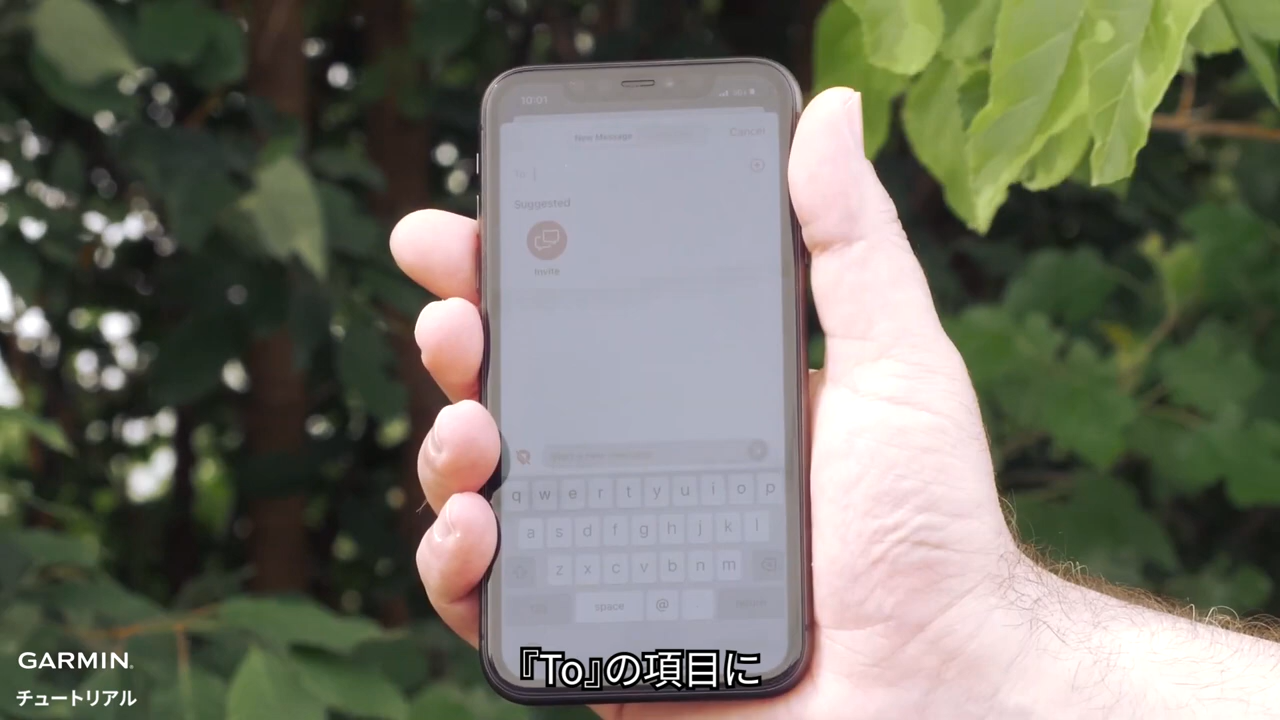 10:01
New Message
Cancel
To:
Suggested
Invite
q w e r t y u i o p
a s d f g h j k l
z x c v b n m
space @ .
GARMIN.
チュートリアル
『To』の項目に